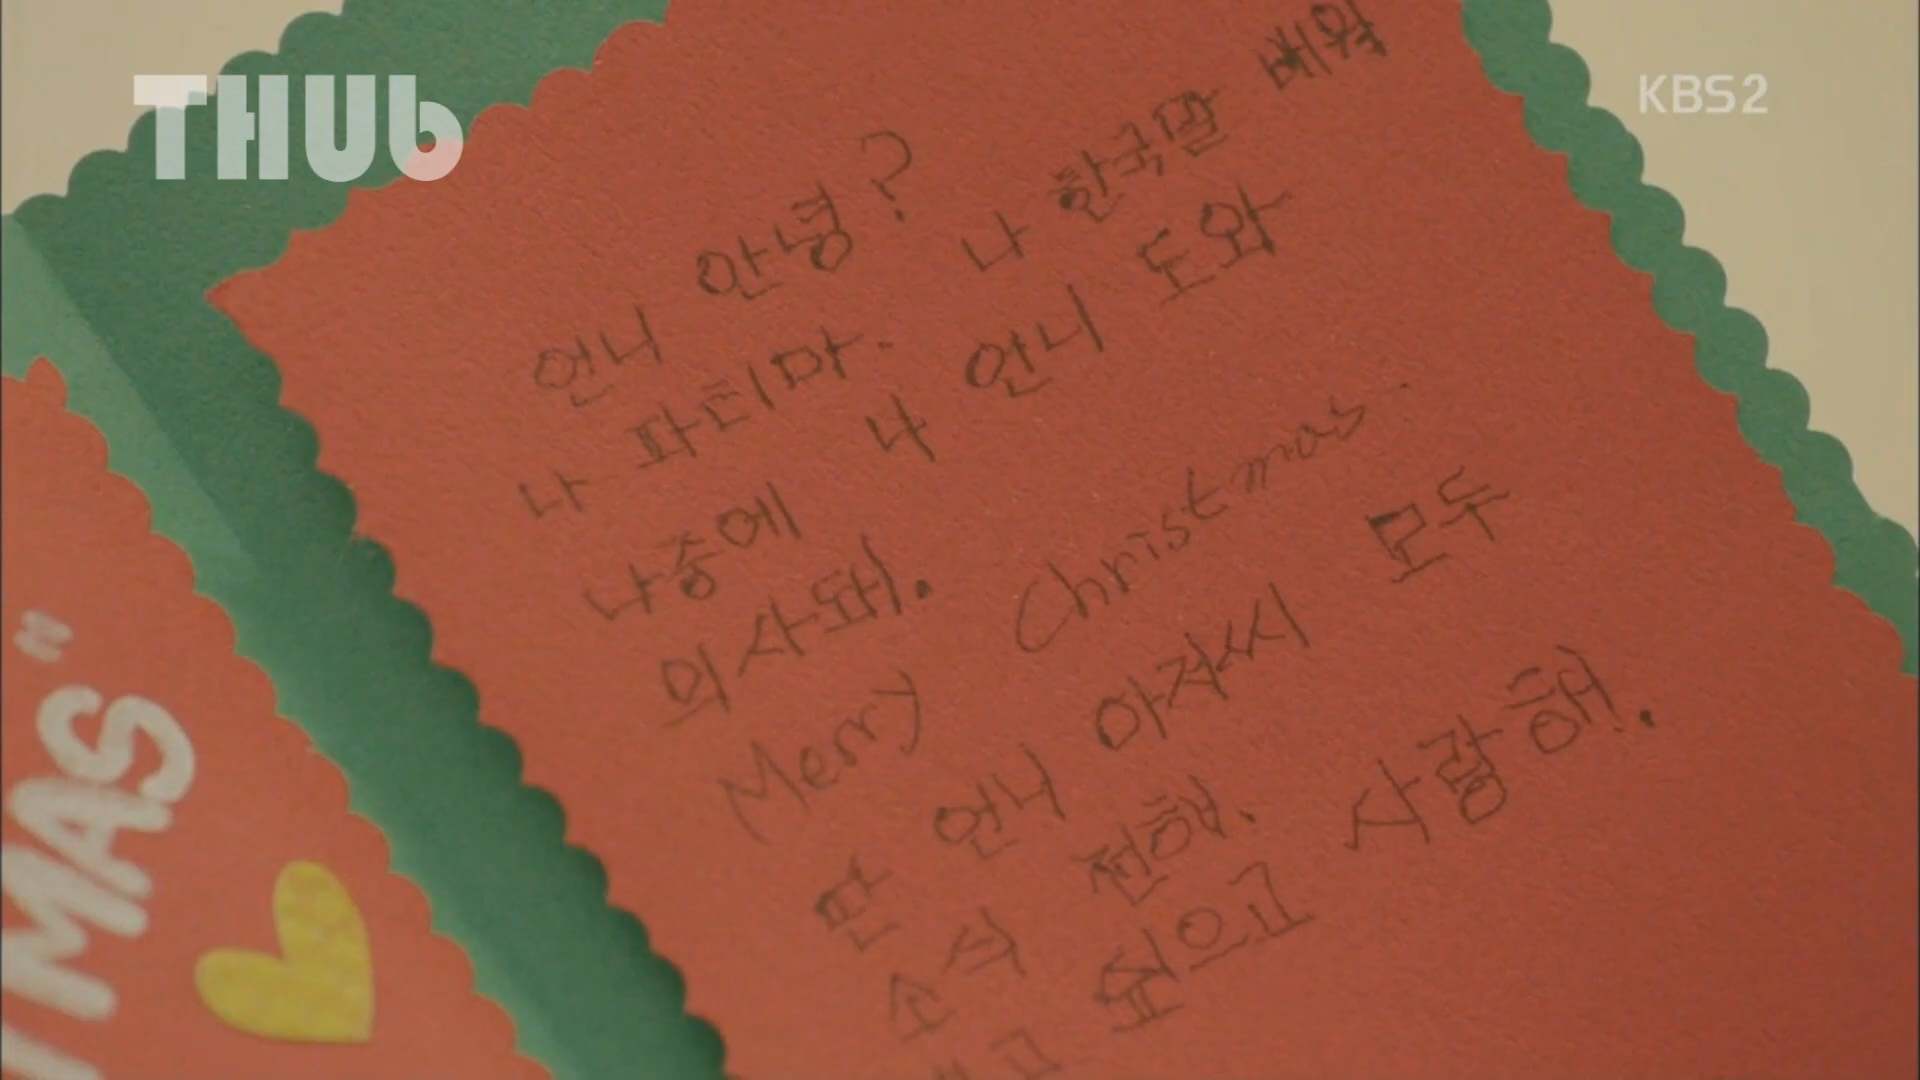 THUb
KBS2
언니 안녕?
나 파티마. 나 한국말 배워
나중에 나 언니 도와
의사돼.
Merry Christmas..
딴 언니 아저씨 모두
소식 전해.
고 싶으고 사랑해.
MAS"